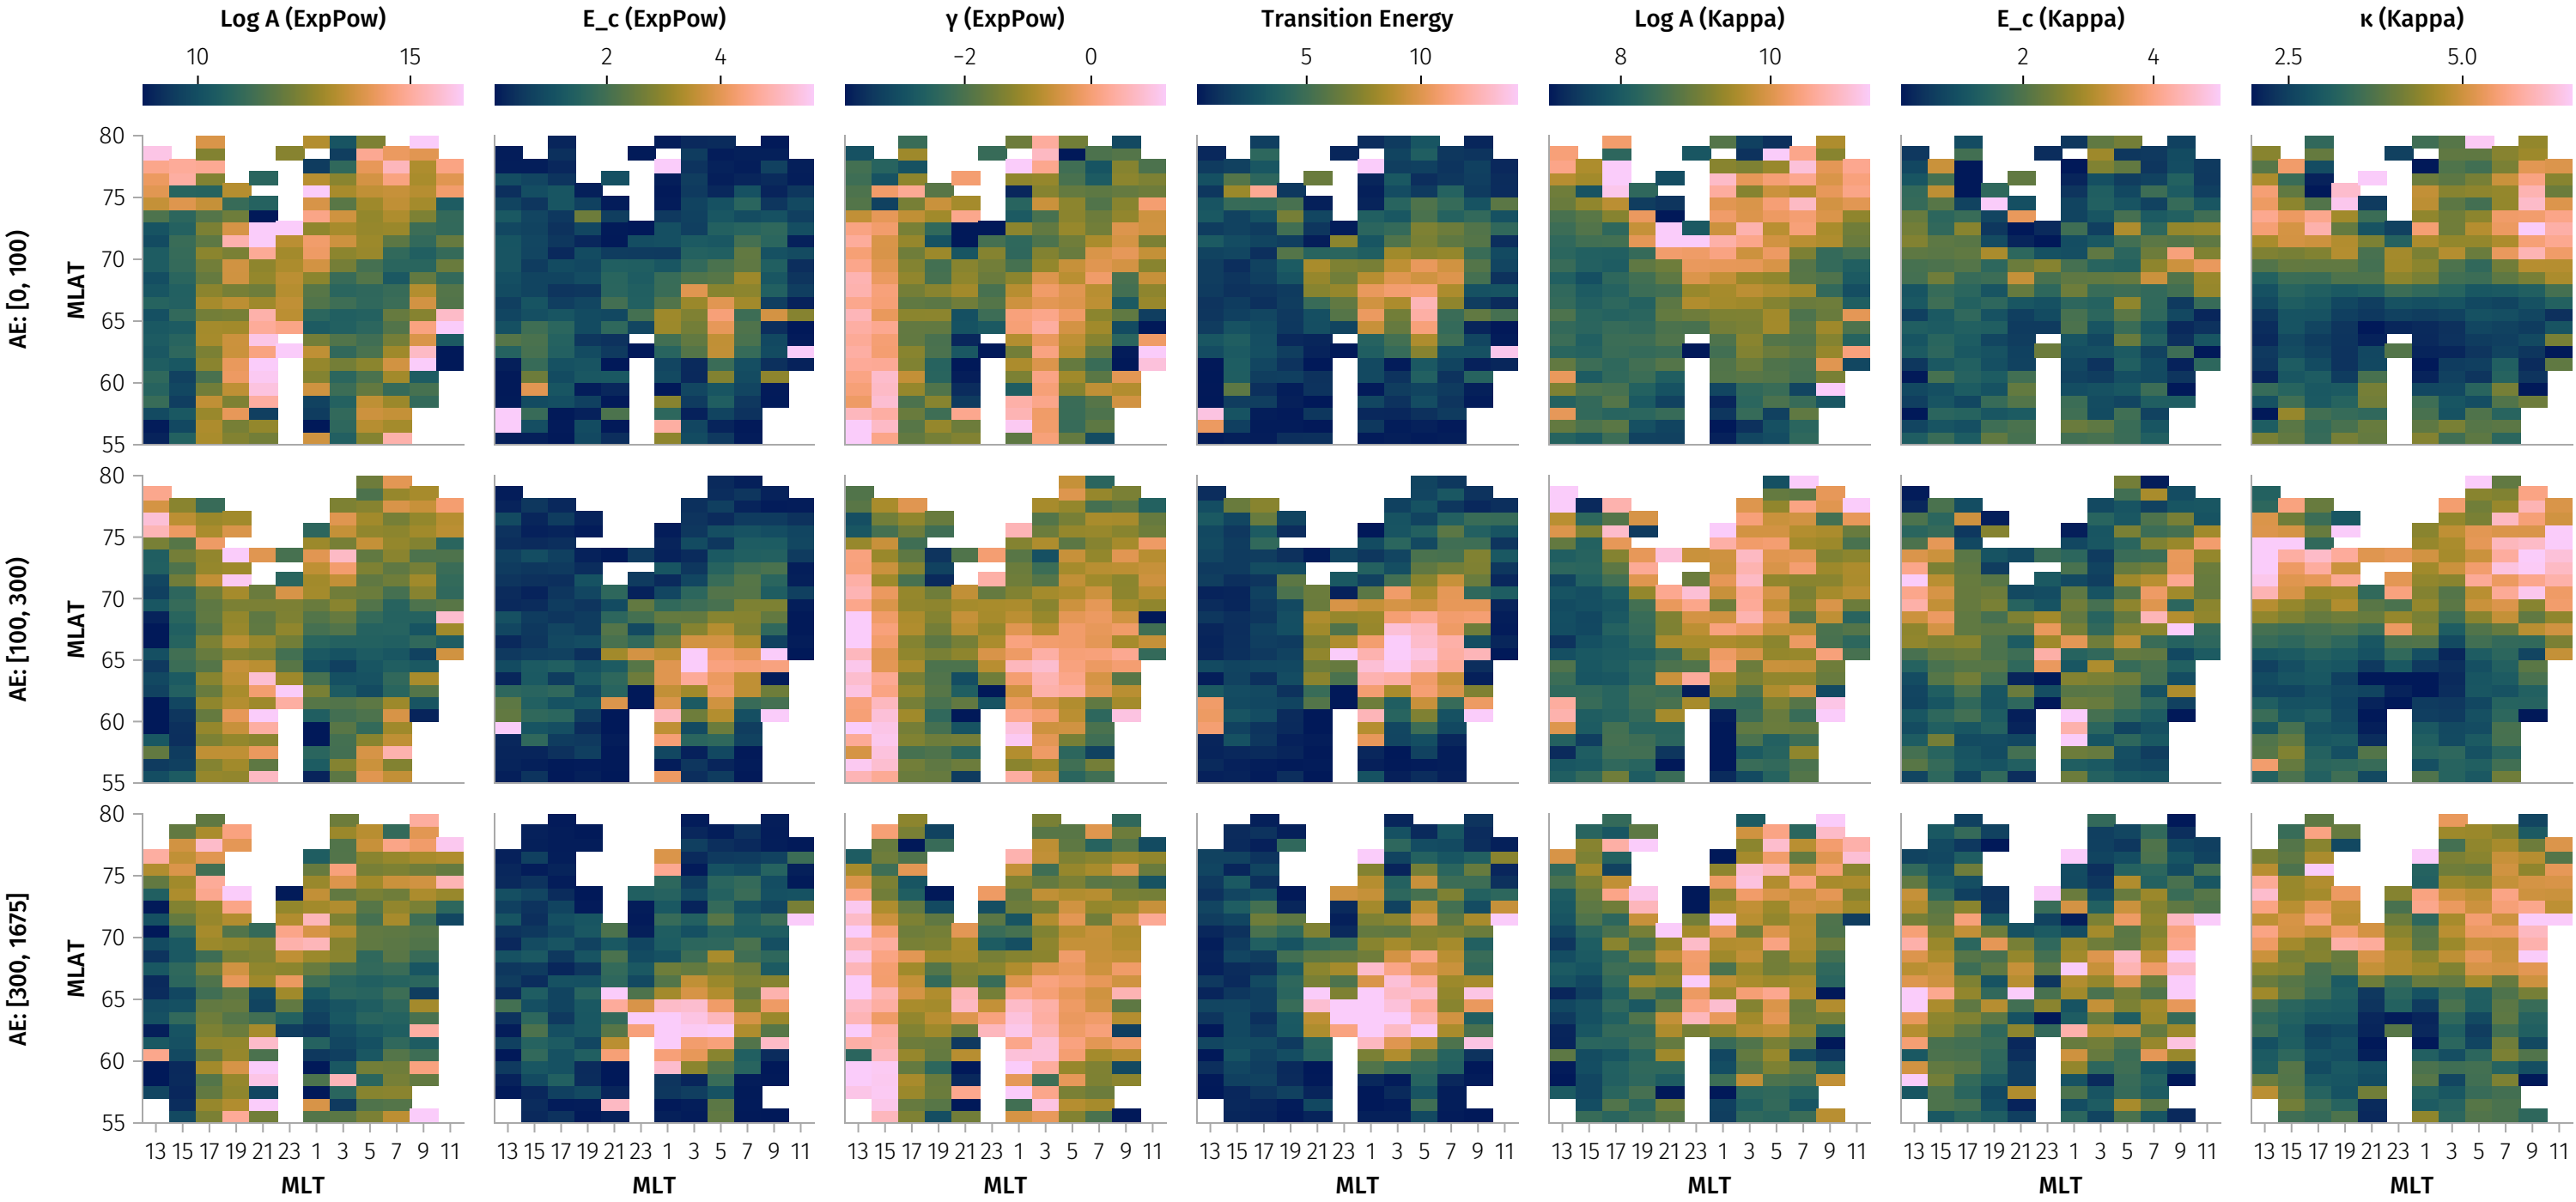 Log A (ExpPow) E_c (ExpPow) γ (ExpPow) Transition Energy Log A (Kappa) E_c (Kappa) κ (Kappa)
10 15 2 4 −2 0 5 10 8 10 2 4 2.5 5.0
AE: [0, 100)
MLAT
80
75
70
65
60
55
AE: [100, 300)
MLAT
80
75
70
65
60
55
AE: [300, 1675]
MLAT
80
75
70
65
60
55
13 15 17 19 21 23 1 3 5 7 9 11 13 15 17 19 21 23 1 3 5 7 9 11 13 15 17 19 21 23 1 3 5 7 9 11 13 15 17 19 21 23 1 3 5 7 9 11 13 15 17 19 21 23 1 3 5 7 9 11 13 15 17 19 21 23 1 3 5 7 9 11 13 15 17 19 21 23 1 3 5 7 9 11
MLT MLT MLT MLT MLT MLT MLT